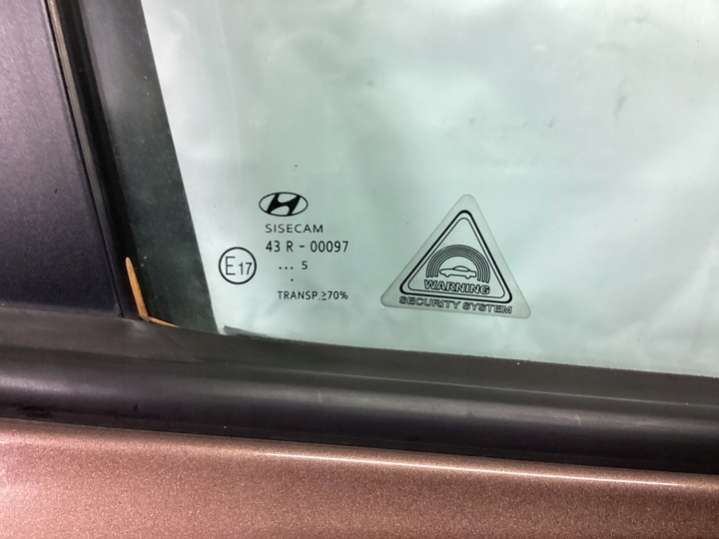 SISECAM
43 R - 00097
E17
... 5
.
TRANSP.≥70%
WARNING
SECURITY SYSTEM